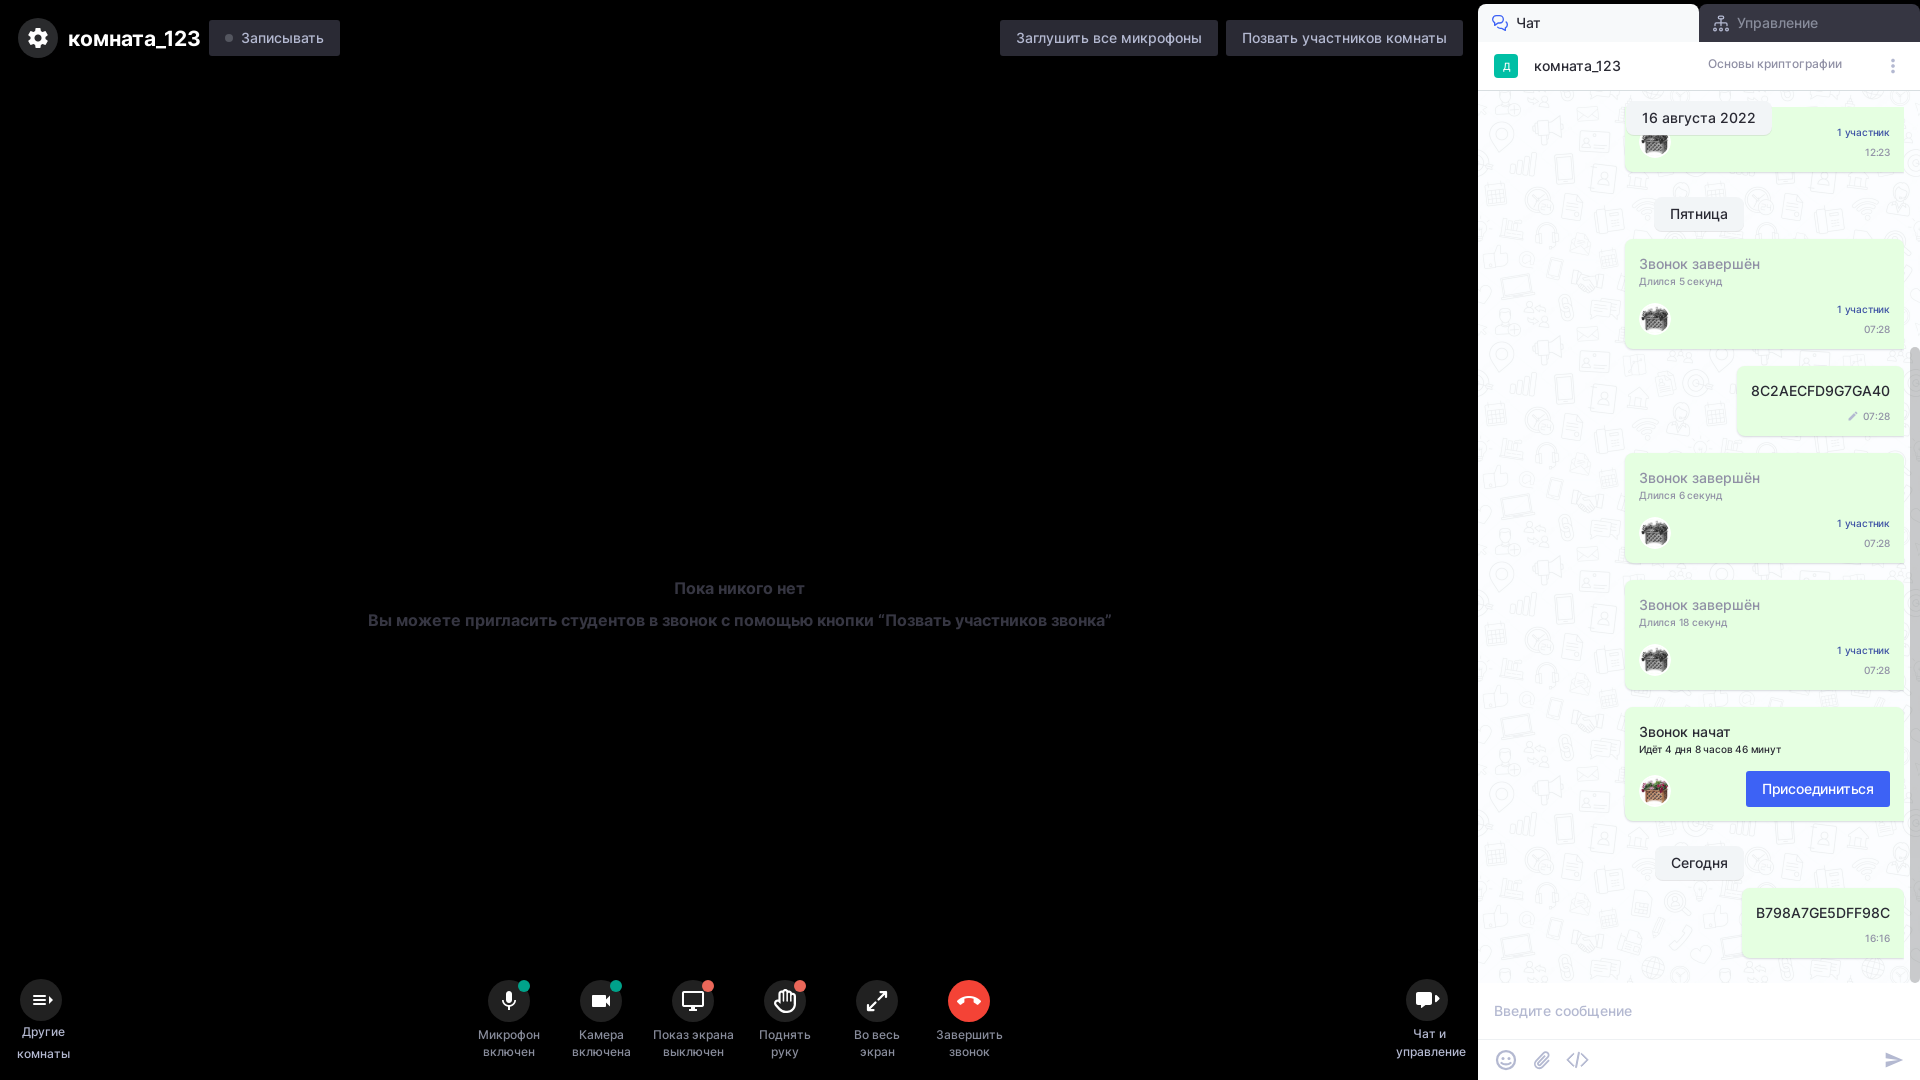 комната_123
Записывать
Заглушить все микрофоны
Позвать участников комнаты
Пока никого нет
Вы можете пригласить студентов в звонок с помощью кнопки “Позвать участников звонка”
Другие
комнаты
Микрофон
включен
Камера
включена
Показ экрана
выключен
Поднять
руку
Во весь
экран
Завершить
звонок
Чат и
управление
Чат
Управление
Д
комната_123
Основы криптографии
16 августа 2022
1 участник
12:23
Пятница
Звонок завершён
Длился 5 секунд
1 участник
07:28
8C2AECFD9G7GA40
07:28
Звонок завершён
Длился 6 секунд
1 участник
07:28
Звонок завершён
Длился 18 секунд
1 участник
07:28
Звонок начат
Идёт 4 дня 8 часов 46 минут
Присоединиться
Сегодня
B798A7GE5DFF98C
16:16
Введите сообщение